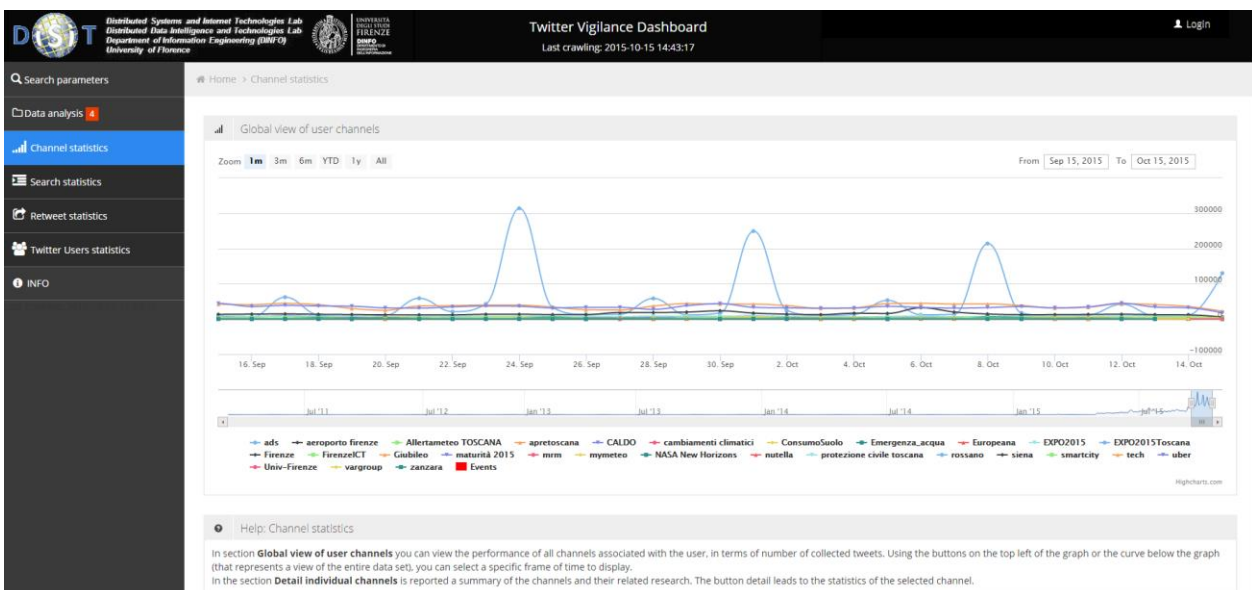 DISIT
Distributed Systems and Internet Technologies Lab
Distributed Data Intelligence and Technologies Lab
Department of Information Engineering (DINFO)
University of Florence
UNIVERSITÀ
DEGLI STUDI
FIRENZE
DINFO
Twitter Vigilance Dashboard
Last crawling: 2015-10-15 14:43:17
Login
Search parameters
Data analysis 4
Channel statistics
Search statistics
Retweet statistics
Twitter Users statistics
INFO
Home > Channel statistics
Global view of user channels
Zoom 1m 3m 6m YTD 1y All
From Sep 15, 2015 To Oct 15, 2015
300000
200000
100000
-100000
16. Sep 18. Sep 20. Sep 22. Sep 24. Sep 26. Sep 28. Sep 30. Sep 2. Oct 4. Oct 6. Oct 8. Oct 10. Oct 12. Oct 14. Oct
Jul '11 Jul '12 Jan '13 Jul '13 Jan '14 Jul '14 Jan '15 Jul '15
ads aeroporto firenze Allertameteo TOSCANA apretoscana CALDO cambiamenti climatici ConsumoSuolo Emergenza_acqua Europeana EXPO2015 EXPO2015Toscana
Firenze FirenzeICT Giubileo maturità 2015 mrm mymeteo NASA New Horizons nutella protezione civile toscana rossano siena smartcity tech uber
Univ-Firenze vargroup zanzara Events
Highcharts.com
Help: Channel statistics
In section Global view of user channels you can view the performance of all channels associated with the user, in terms of number of collected tweets. Using the buttons on the top left of the graph or the curve below the graph
(that represents a view of the entire data set), you can select a specific frame of time to display.
In the section Detail individual channels is reported a summary of the channels and their related research. The button detail leads to the statistics of the selected channel.